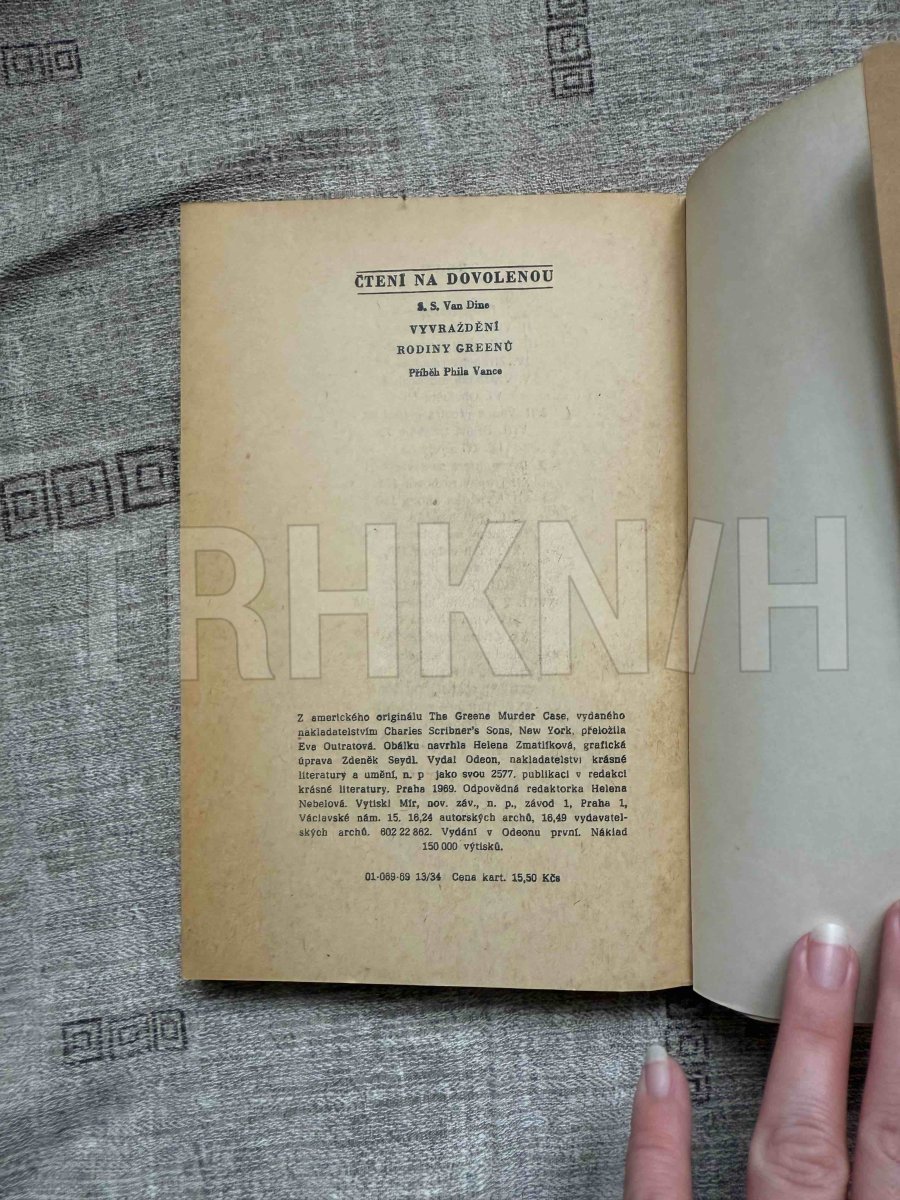 ČTENÍ NA DOVOLENOU
S. S. Van Dine
VYVRAŽDĚNÍ
RODINY GREENŮ
Příběh Phila Vance
TRHKNIH
Z amerického originálu The Greene Murder Case, vydaného
nakladatelstvím Charles Scribner's Sons, New York, přeložila
Eva Outratová. Obálku navrhla Helena Zmatlíková, grafická
úprava Zdeněk Seydl. Vydal Odeon, nakladatelství krásné
literatury a umění, n. p jako svou 2577. publikaci v redakci
krásné literatury. Praha 1969. Odpovědná redaktorka Helena
Nebelová. Vytiskl Mír, nov. záv., n. p., závod 1, Praha 1,
Václavské nám. 15. 16,24 autorských archů, 16,49 vydavatel-
ských archů. 602 22 862. Vydání v Odeonu první. Náklad
150 000 výtisků.
01-069-69 13/34 Cena kart. 15,50 Kčs